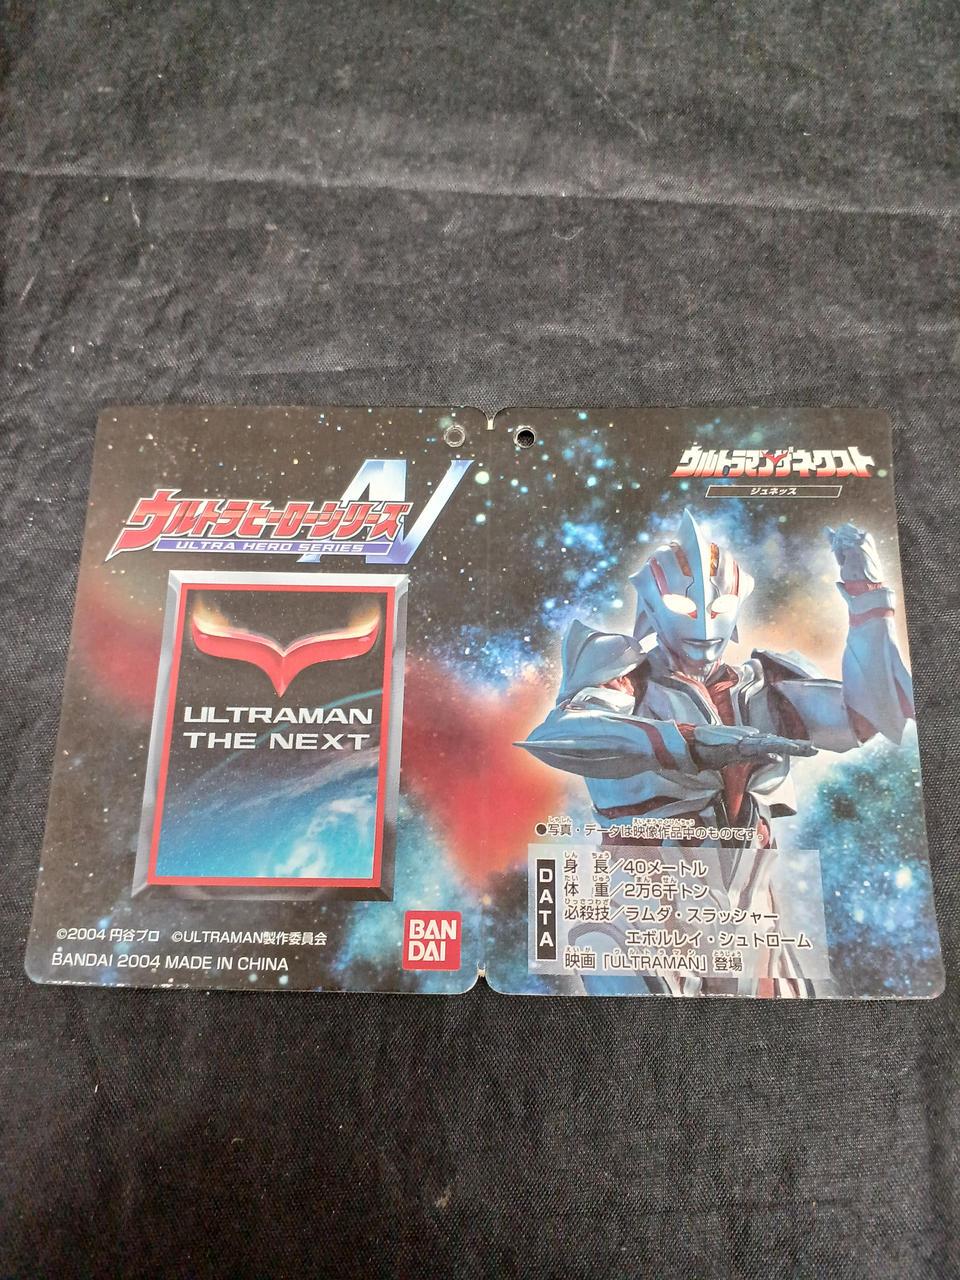 ウルトラヒーローシリーズ
N
ULTRA HERO SERIES
ULTRAMAN
THE NEXT
©2004 円谷プロ ©ULTRAMAN製作委員会
BANDAI 2004 MADE IN CHINA
BAN
DAI
ウルトラマンザネクスト
ジュネッス
●写真・データは映像作品中のものです。
DATA
身長/40メートル
体重/2万6千トン
必殺技/ラムダ・スラッシャー
エボルレイ・シュトローム
映画「ULTRAMAN」登場